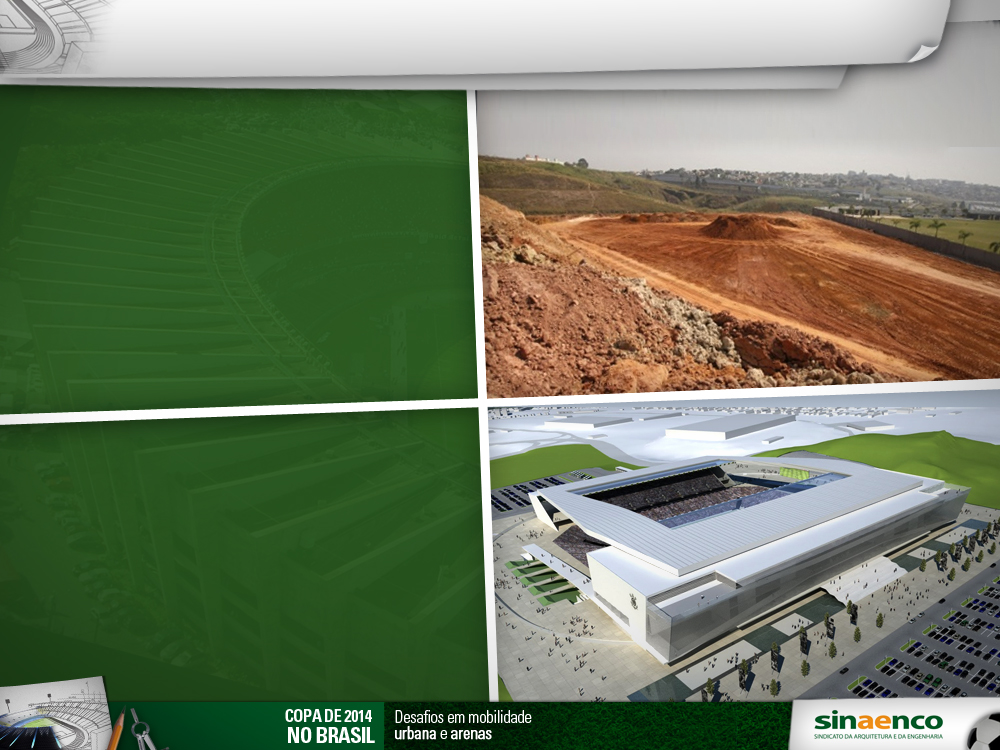 COPA DE 2014
NO BRASIL
Desafios em mobilidade
urbana e arenas
sinaenco
SINDICATO DA ARQUITETURA E DA ENGENHARIA